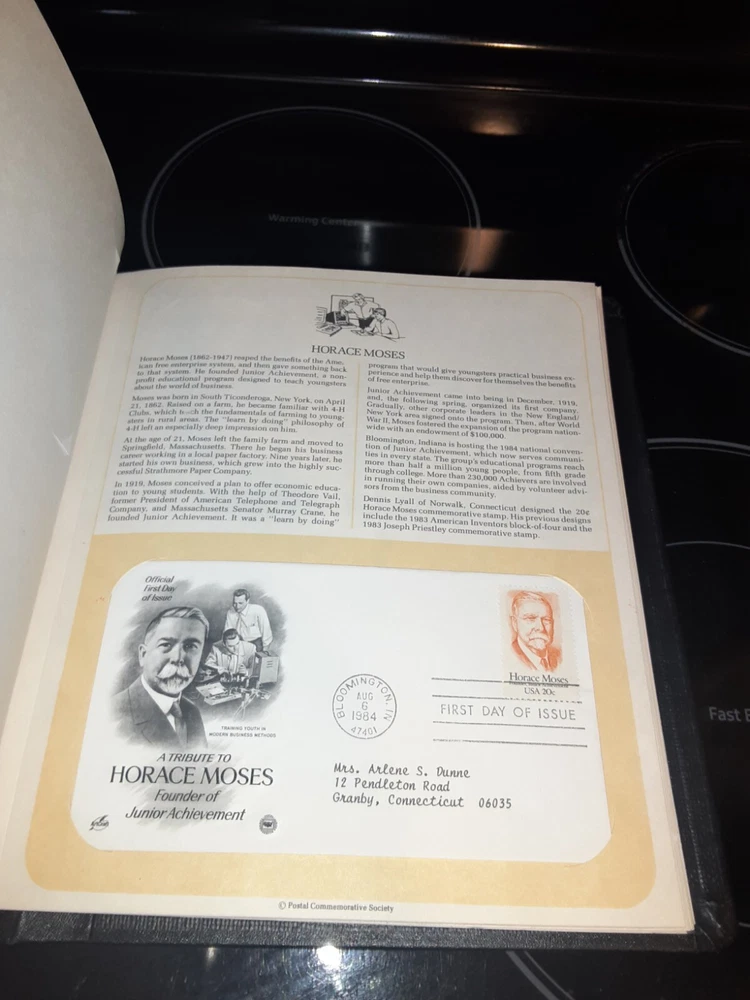 Warming Center
HORACE MOSES
Horace Moses (1862-1947) reaped the benefits of the Amer-
ican free enterprise system, and then gave something back
to that system. He founded Junior Achievement, a non-
profit educational program designed to teach youngsters
about the world of business.
Moses was born in South Ticonderoga, New York, on April
21, 1862. Raised on a farm, he became familiar with 4-H
Clubs, which teach the fundamentals of farming to young-
sters in rural areas. The "learn by doing" philosophy of
4-H left an especially deep impression on him.
At the age of 21, Moses left the family farm and moved to
Springfield, Massachusetts. There he began his business
career working in a local paper factory. Nine years later, he
started his own business, which grew into the highly suc-
cessful Strathmore Paper Company.
In 1919, Moses conceived a plan to offer economic educa-
tion to young students. With the help of Theodore Vail,
former President of American Telephone and Telegraph
Company, and Massachusetts Senator Murray Crane, he
founded Junior Achievement. It was a "learn by doing"
program that would give youngsters practical business ex-
perience and help them discover for themselves the benefits
of free enterprise.
Junior Achievement came into being in December, 1919,
and, the following spring, organized its first company.
Gradually, other corporate leaders in the New England/
New York area signed onto the program. Then, after World
War II, Moses fostered the expansion of the program nation-
wide with an endowment of $100,000.
Bloomington, Indiana is hosting the 1984 national conven-
tion of Junior Achievement, which now serves communi-
ties in every state. The group's educational programs reach
more than half a million young people, from fifth grade
through college. More than 230,000 Achievers are involved
in running their own companies, aided by volunteer advi-
sors from the business community.
Dennis Lyall of Norwalk, Connecticut designed the 20¢
Horace Moses commemorative stamp. His previous designs
include the 1983 American Inventors block-of-four and the
1983 Joseph Priestley commemorative stamp.
Official
First Day
of Issue
TRAINING YOUTH IN
MODERN BUSINESS METHODS
A TRIBUTE TO
HORACE MOSES
Founder of
Junior Achievement
BLOOMINGTON, IN
AUG
6
1984
47401
Horace Moses
USA 20c
FIRST DAY OF ISSUE
Mrs. Arlene S. Dunne
12 Pendleton Road
Granby, Connecticut 06035
© Postal Commemorative Society
Fast